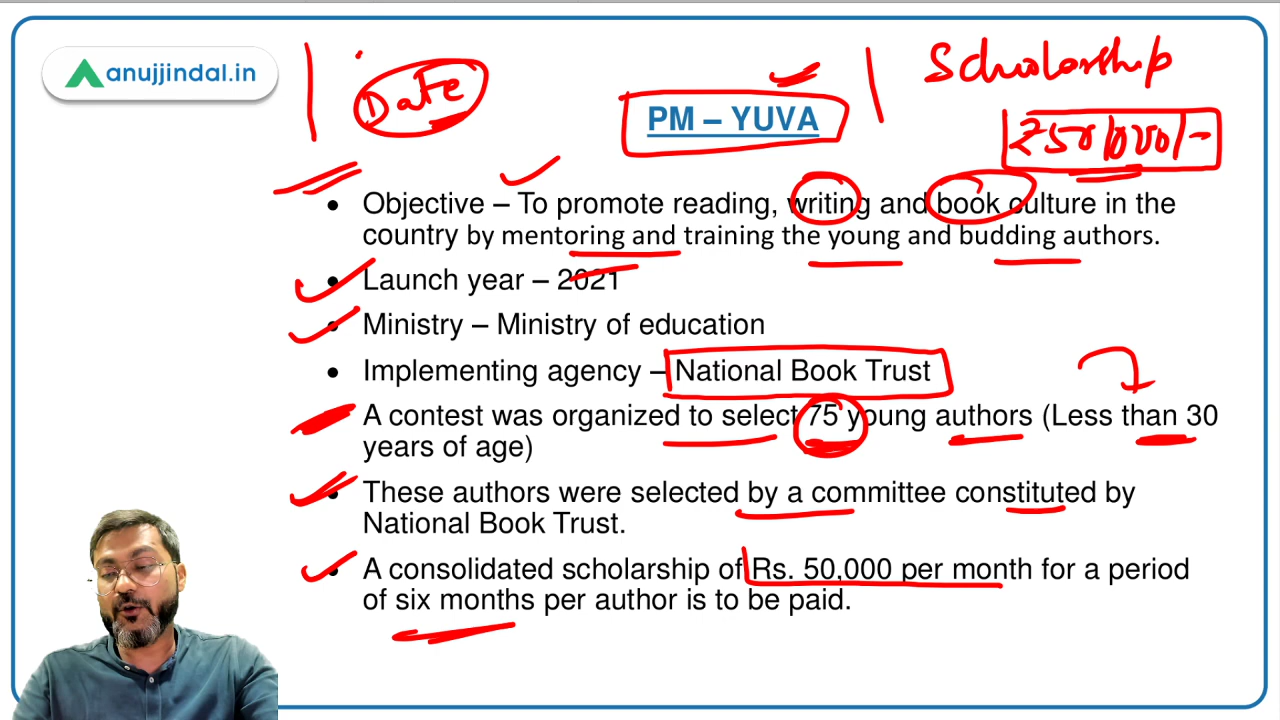 anujjindal.in
Date
PM – YUVA
Scholarship
₹50,000/-
• Objective – To promote reading, writing and book culture in the
country by mentoring and training the young and budding authors.
• Launch year – 2021
• Ministry – Ministry of education
• Implementing agency – National Book Trust
• A contest was organized to select 75 young authors (Less than 30
years of age)
• These authors were selected by a committee constituted by
National Book Trust.
• A consolidated scholarship of Rs. 50,000 per month for a period
of six months per author is to be paid.